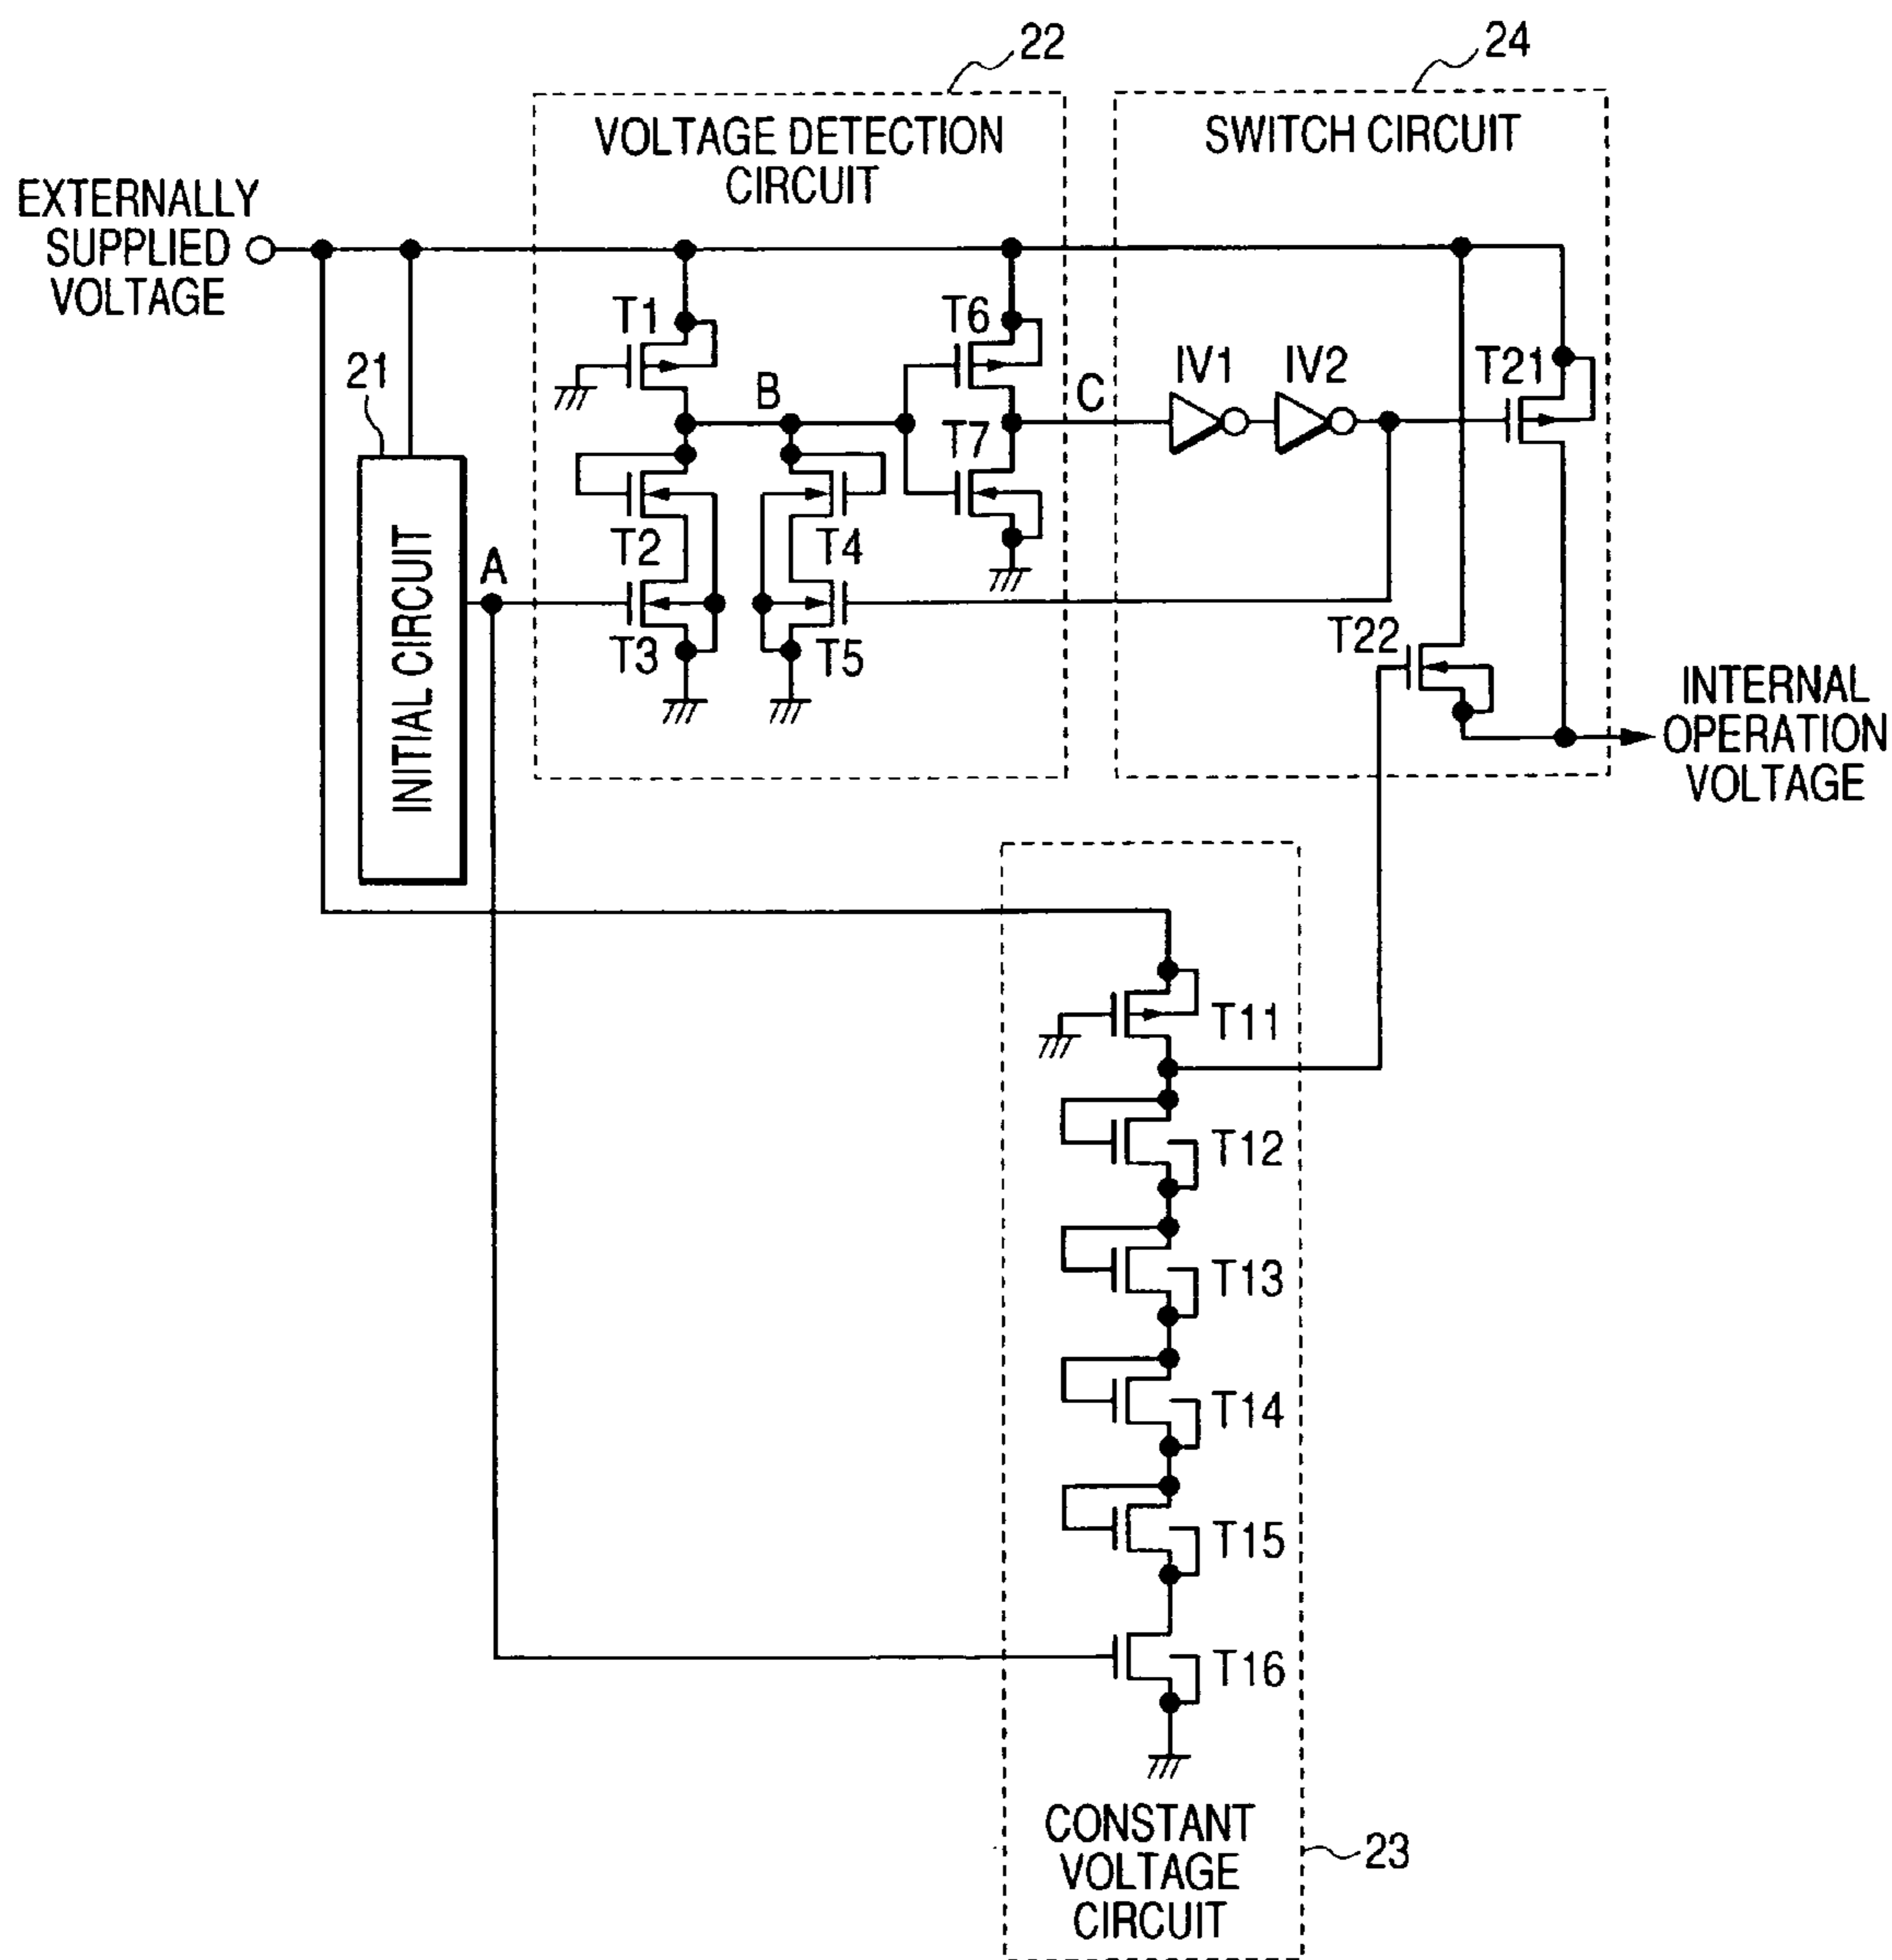 22
24
VOLTAGE DETECTION
CIRCUIT
SWITCH CIRCUIT
EXTERNALLY
SUPPLIED
VOLTAGE
T1
T6
21
B
C
IV1
IV2
T21
T7
INITIAL CIRCUIT
A
T2
T4
T3
T5
T22
INTERNAL
OPERATION
VOLTAGE
T11
T12
T13
T14
T15
T16
CONSTANT
VOLTAGE
CIRCUIT
23